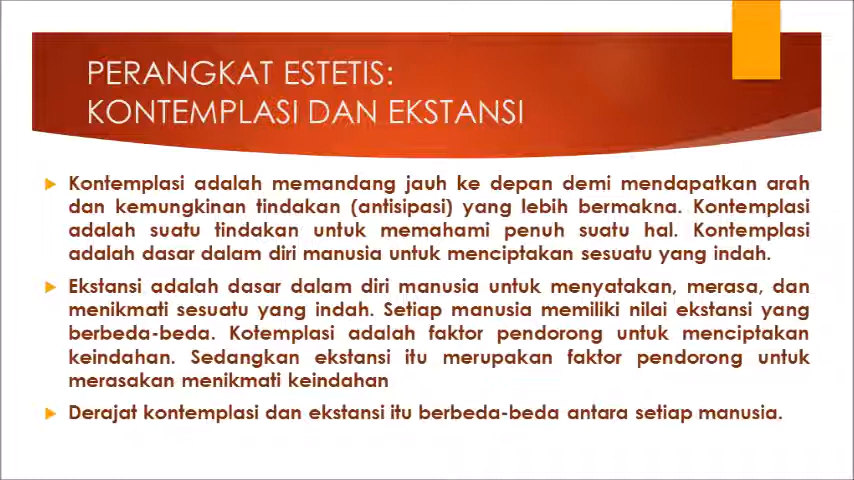 PERANGKAT ESTETIS:
KONTEMPLASI DAN EKSTANSI
Kontemplasi adalah memandang jauh ke depan demi mendapatkan arah
dan kemungkinan tindakan (antisipasi) yang lebih bermakna. Kontemplasi
adalah suatu tindakan untuk memahami penuh suatu hal. Kontemplasi
adalah dasar dalam diri manusia untuk menciptakan sesuatu yang indah.
Ekstansi adalah dasar dalam diri manusia untuk menyatakan, merasa, dan
menikmati sesuatu yang indah. Setiap manusia memiliki nilai ekstansi yang
berbeda-beda. Kotemplasi adalah faktor pendorong untuk menciptakan
keindahan. Sedangkan ekstansi itu merupakan faktor pendorong untuk
merasakan menikmati keindahan
Derajat kontemplasi dan ekstansi itu berbeda-beda antara setiap manusia.